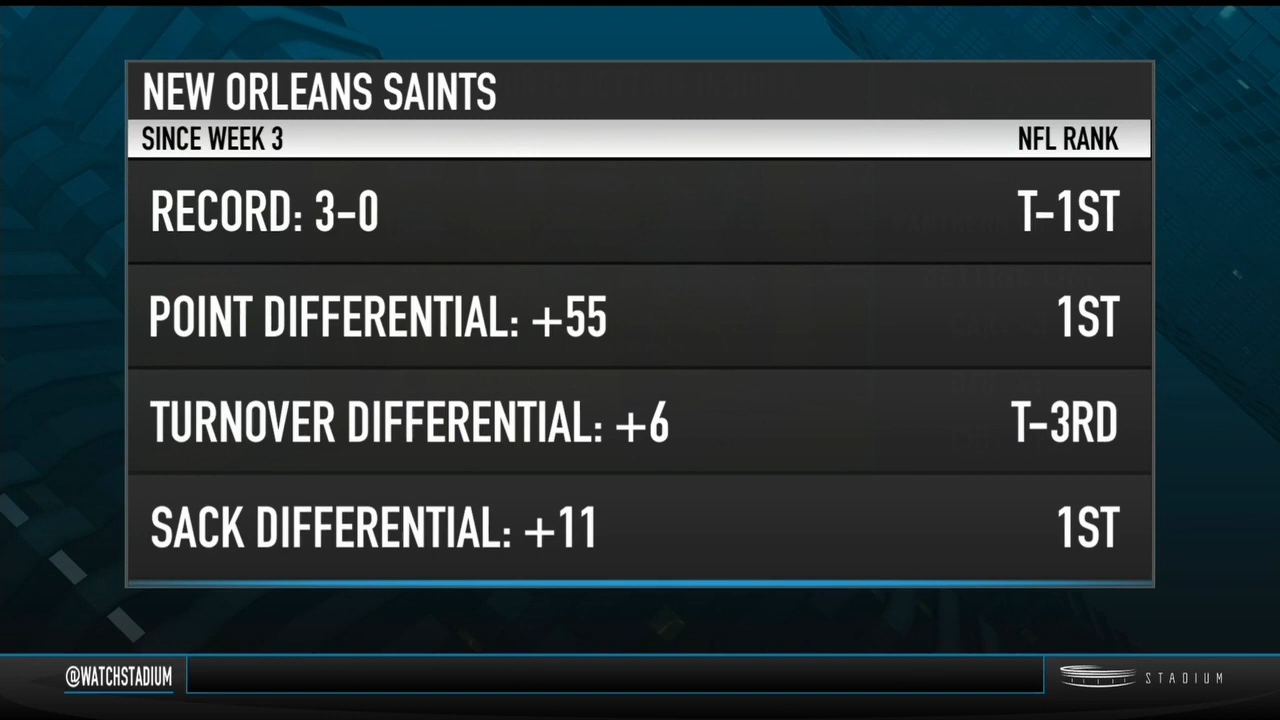 NEW ORLEANS SAINTS
SINCE WEEK 3 NFL RANK
RECORD: 3-0 T-1ST
POINT DIFFERENTIAL: +55 1ST
TURNOVER DIFFERENTIAL: +6 T-3RD
SACK DIFFERENTIAL: +11 1ST
@WATCHSTADIUM STADIUM